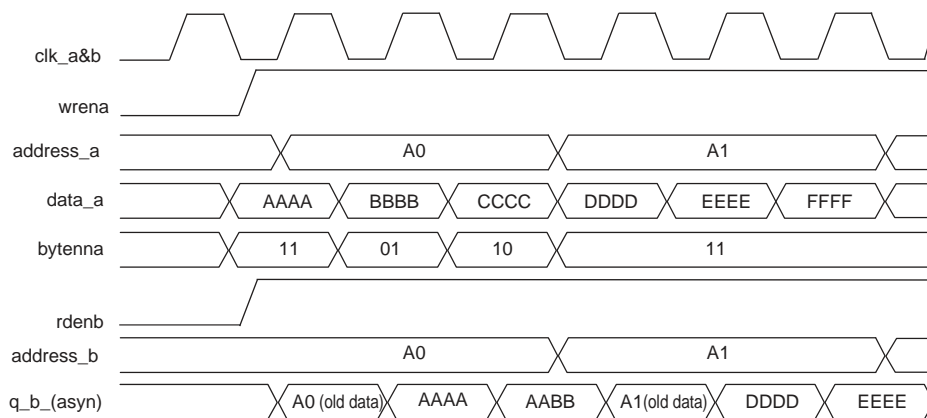 clk_a&b
wrena
address_a A0 A1
data_a AAAA BBBB CCCC DDDD EEEE FFFF
bytenna 11 01 10 11
rdenb
address_b A0 A1
q_b_(asyn) A0 (old data) AAAA AABB A1(old data) DDDD EEEE